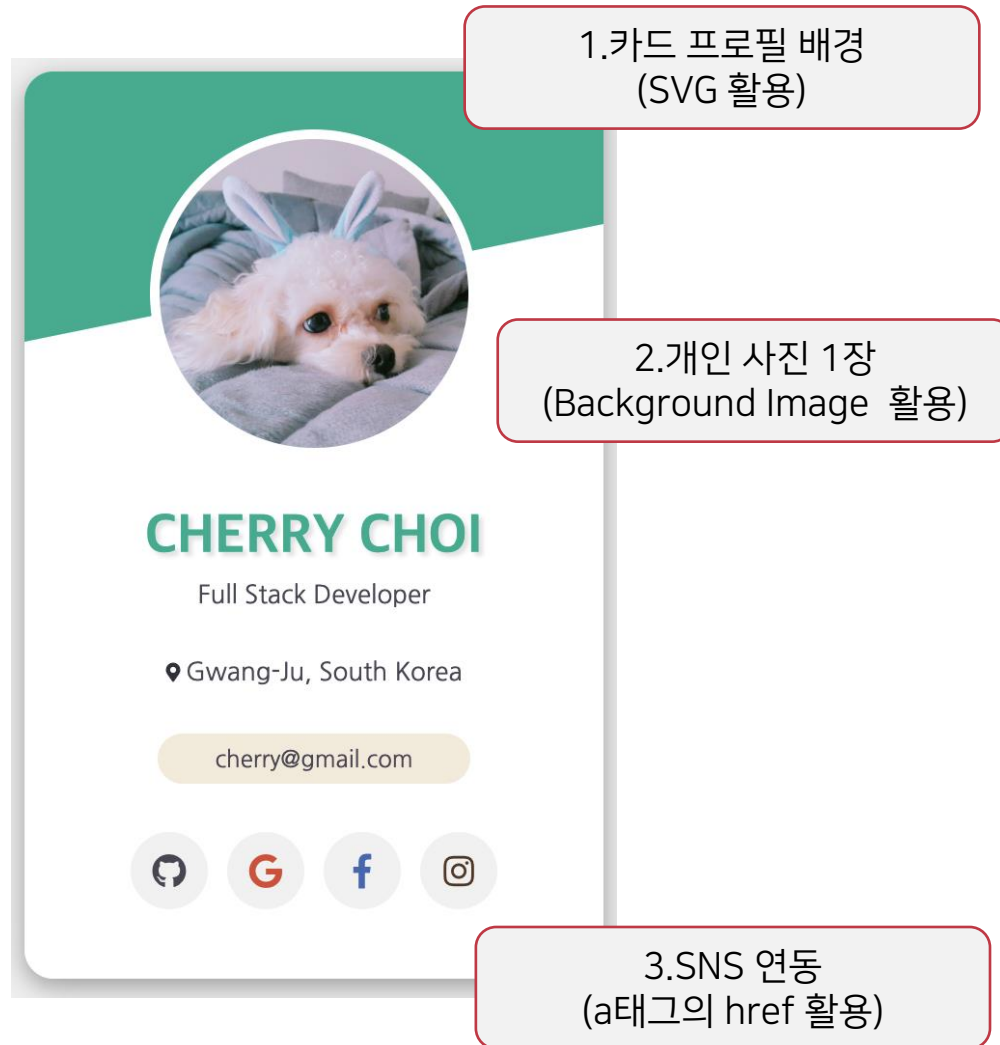 1.카드 프로필 배경
(SVG 활용)
2.개인 사진 1장
(Background Image 활용)
CHERRY CHOI
Full Stack Developer
Gwang-Ju, South Korea
cherry@gmail.com
3.SNS 연동
(a태그의 href 활용)